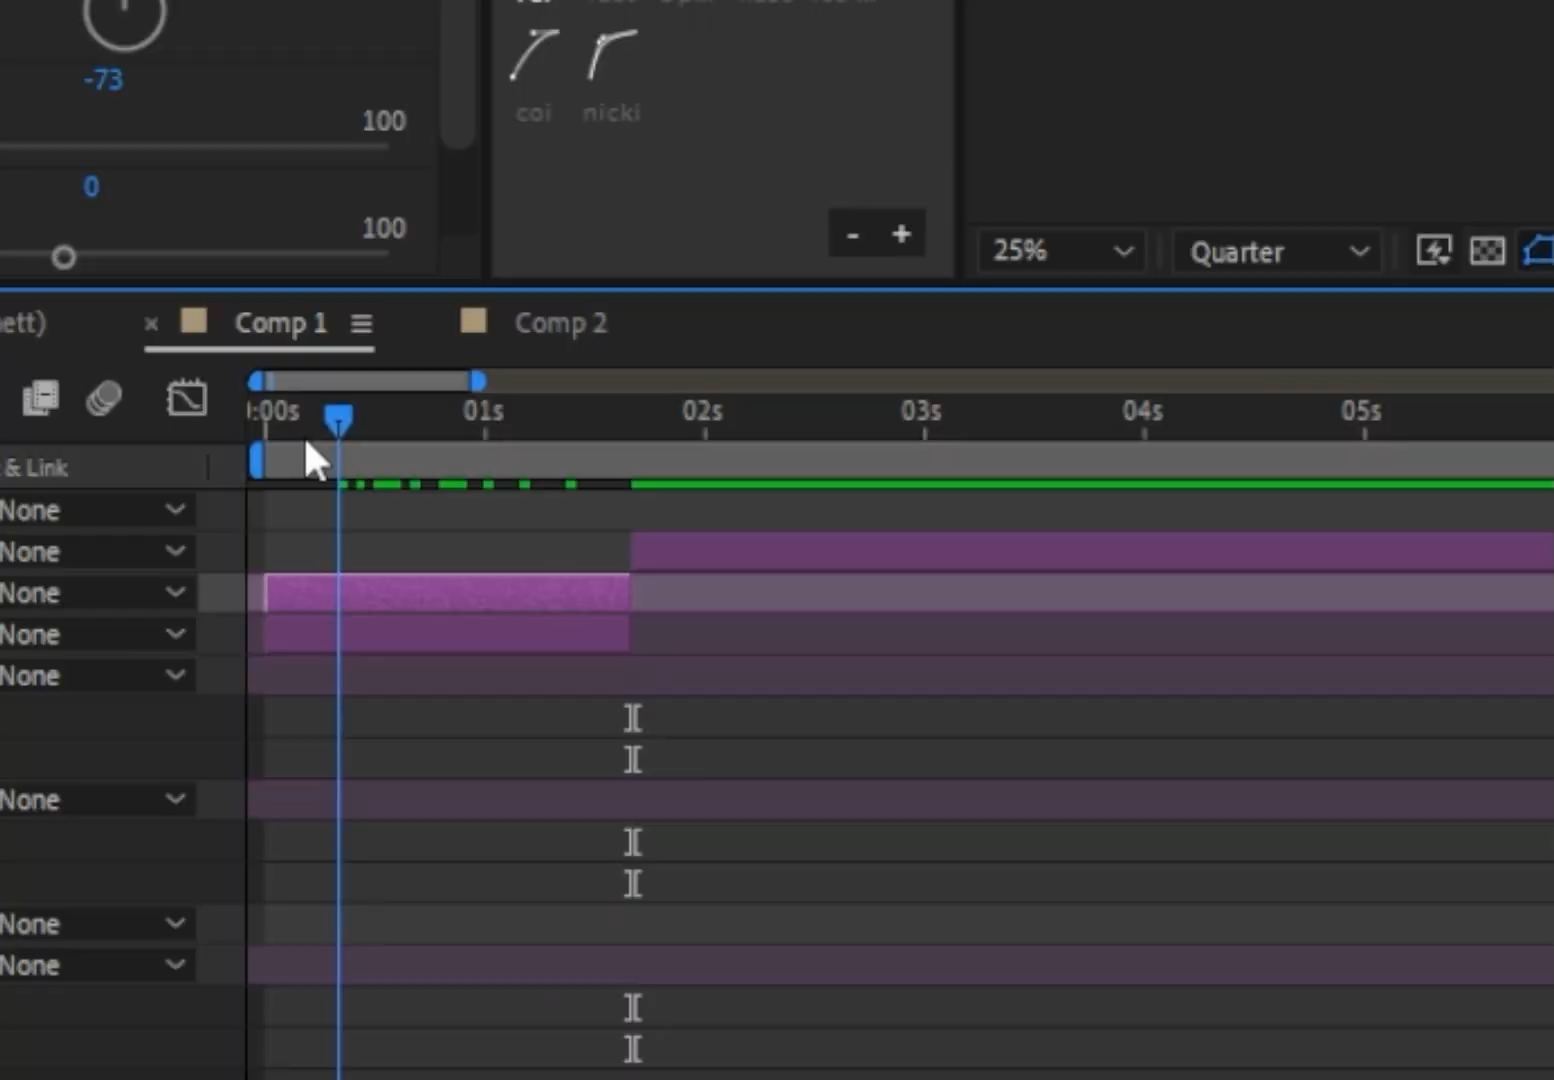 -73
100
0
100
coi nicki
- +
25% Quarter
ett) × Comp 1 Comp 2
:00s 01s 02s 03s 04s 05s
& Link
None
None
None
None
None
None
None
None